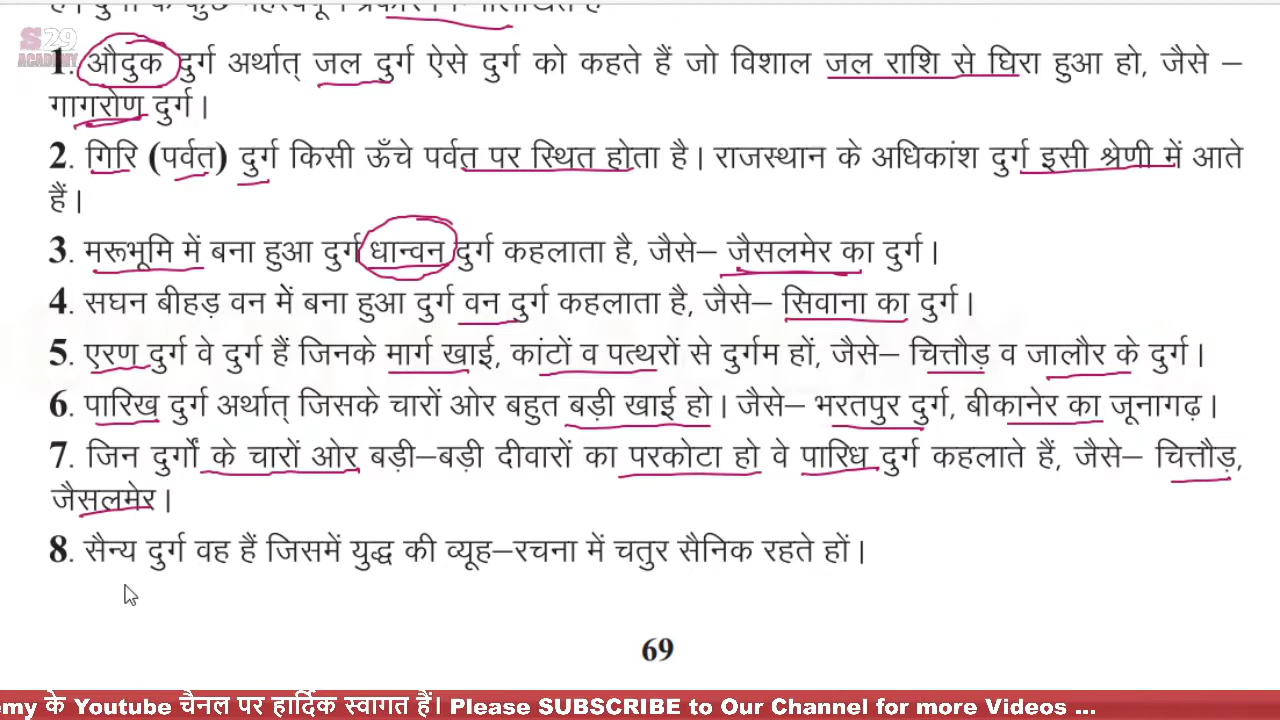 S29
ACADEMY
1. औदुक दुर्ग अर्थात् जल दुर्ग ऐसे दुर्ग को कहते हैं जो विशाल जल राशि से घिरा हुआ हो, जैसे –
गागरोण दुर्ग।
2. गिरि (पर्वत) दुर्ग किसी ऊँचे पर्वत पर स्थित होता है। राजस्थान के अधिकांश दुर्ग इसी श्रेणी में आते
हैं।
3. मरूभूमि में बना हुआ दुर्ग धान्वन दुर्ग कहलाता है, जैसे– जैसलमेर का दुर्ग।
4. सघन बीहड़ वन में बना हुआ दुर्ग वन दुर्ग कहलाता है, जैसे– सिवाना का दुर्ग।
5. एरण दुर्ग वे दुर्ग हैं जिनके मार्ग खाई, कांटों व पत्थरों से दुर्गम हों, जैसे– चित्तौड़ व जालौर के दुर्ग।
6. पारिख दुर्ग अर्थात् जिसके चारों ओर बहुत बड़ी खाई हो। जैसे– भरतपुर दुर्ग, बीकानेर का जूनागढ़।
7. जिन दुर्गों के चारों ओर बड़ी–बड़ी दीवारों का परकोटा हो वे पारिध दुर्ग कहलाते हैं, जैसे– चित्तौड़,
जैसलमेर।
8. सैन्य दुर्ग वह हैं जिसमें युद्ध की व्यूह–रचना में चतुर सैनिक रहते हों।
69
emy के Youtube चैनल पर हार्दिक स्वागत हैं। Please SUBSCRIBE to Our Channel for more Videos ...